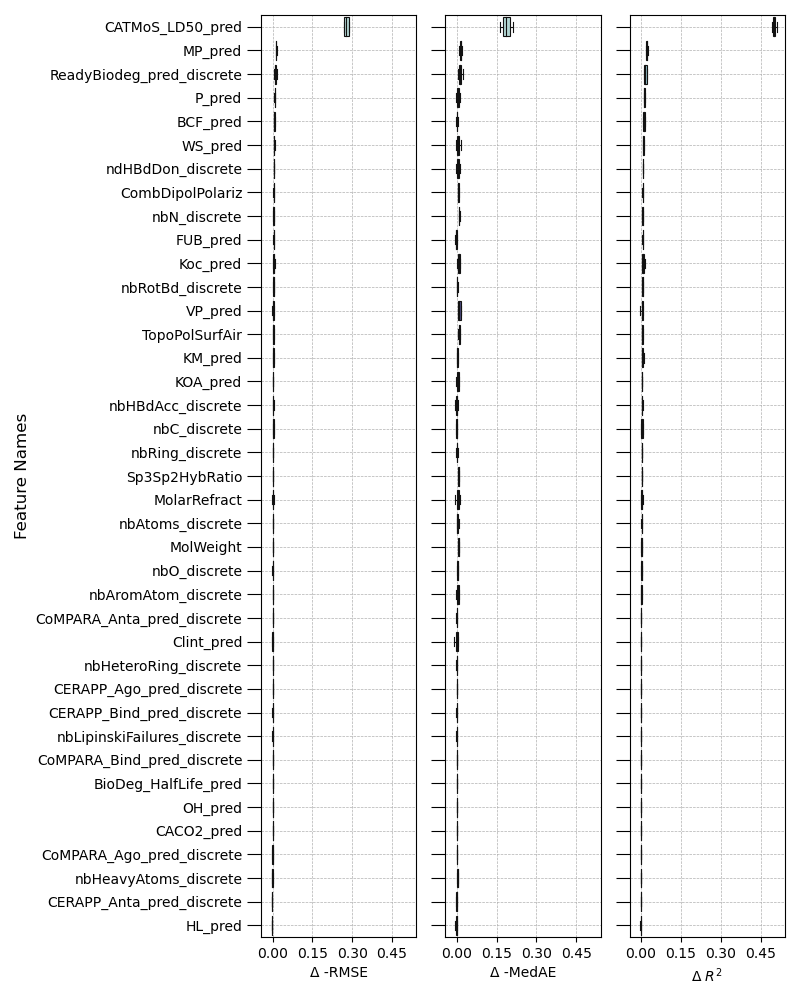 Feature Names
CATMoS_LD50_pred
MP_pred
ReadyBiodeg_pred_discrete
P_pred
BCF_pred
WS_pred
ndHBdDon_discrete
CombDipolPolariz
nbN_discrete
FUB_pred
Koc_pred
nbRotBd_discrete
VP_pred
TopoPolSurfAir
KM_pred
KOA_pred
nbHBdAcc_discrete
nbC_discrete
nbRing_discrete
Sp3Sp2HybRatio
MolarRefract
nbAtoms_discrete
MolWeight
nbO_discrete
nbAromAtom_discrete
CoMPARA_Anta_pred_discrete
Clint_pred
nbHeteroRing_discrete
CERAPP_Ago_pred_discrete
CERAPP_Bind_pred_discrete
nbLipinskiFailures_discrete
CoMPARA_Bind_pred_discrete
BioDeg_HalfLife_pred
OH_pred
CACO2_pred
CoMPARA_Ago_pred_discrete
nbHeavyAtoms_discrete
CERAPP_Anta_pred_discrete
HL_pred
0.00 0.15 0.30 0.45
Δ -RMSE
0.00 0.15 0.30 0.45
Δ -MedAE
0.00 0.15 0.30 0.45
Δ R²